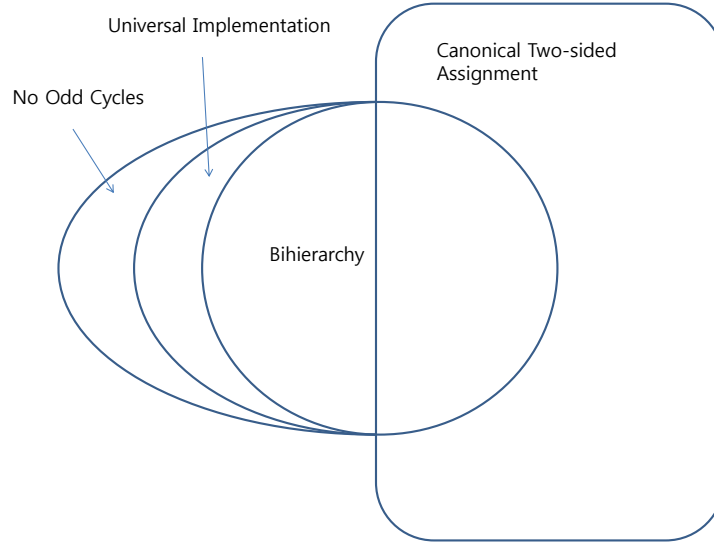 Universal Implementation
Canonical Two-sided
Assignment
No Odd Cycles
Bihierarchy